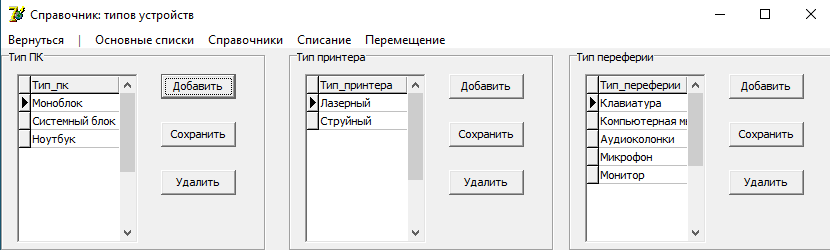 Справочник: типов устройств
Вернуться | Основные списки Справочники Списание Перемещение
Тип ПК
Тип_пк
Моноблок
Системный блок
Ноутбук
Добавить
Сохранить
Удалить
Тип принтера
Тип_принтера
Лазерный
Струйный
Добавить
Сохранить
Удалить
Тип переферии
Тип_переферии
Клавиатура
Компьютерная
Аудиоколонки
Микрофон
Монитор
Добавить
Сохранить
Удалить